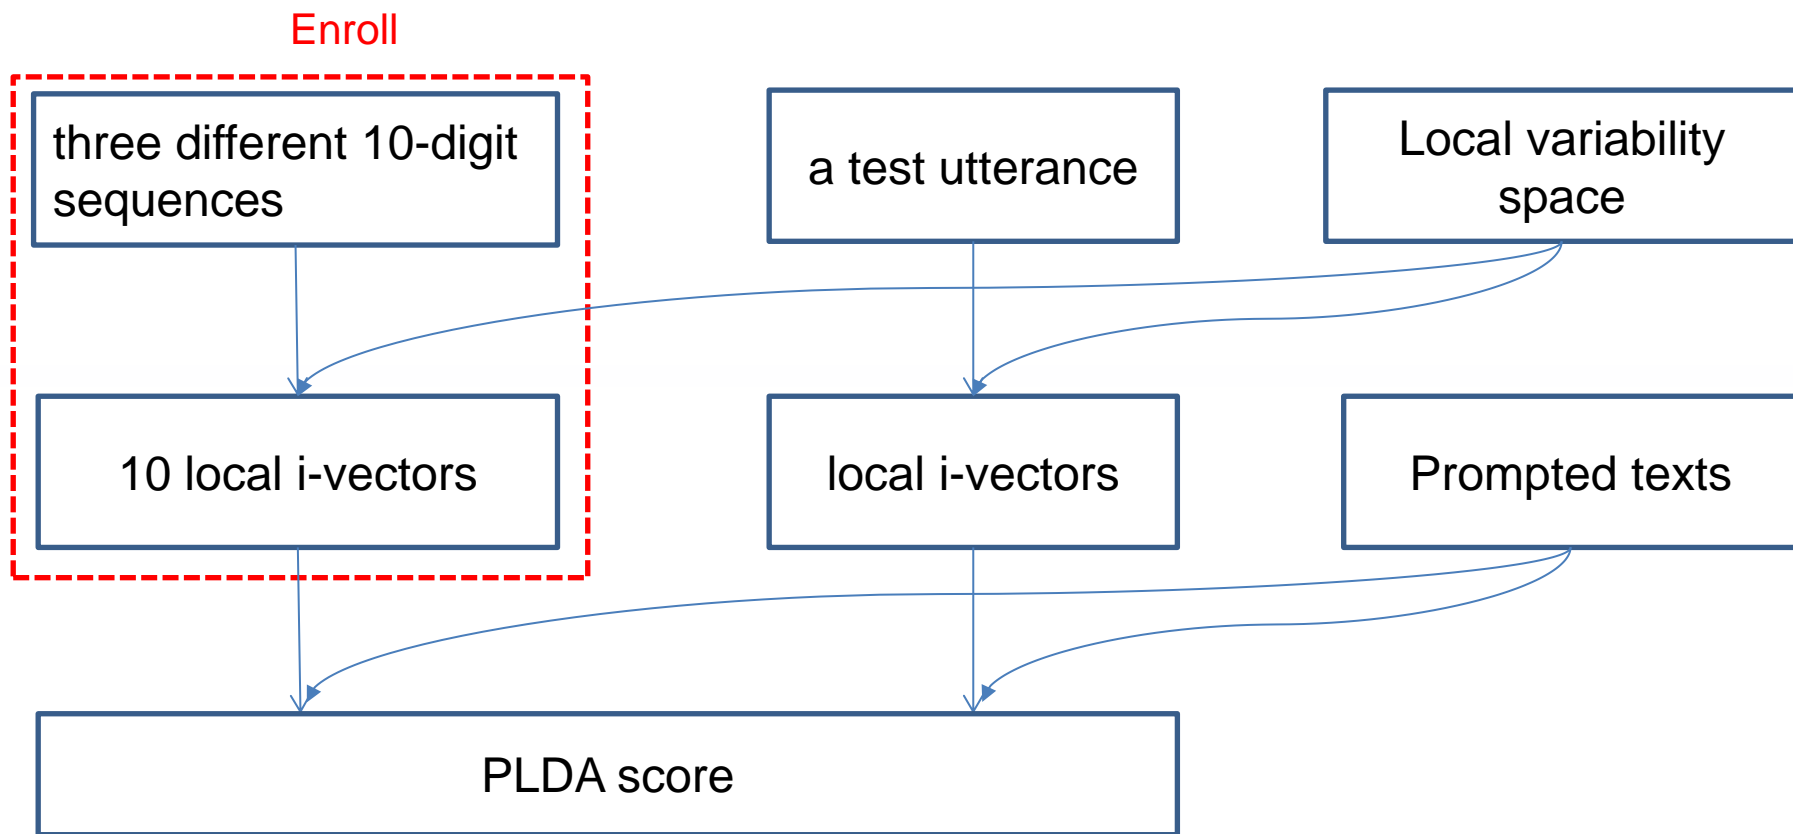 Enroll
three different 10-digit
sequences
a test utterance
Local variability
space
10 local i-vectors
local i-vectors
Prompted texts
PLDA score